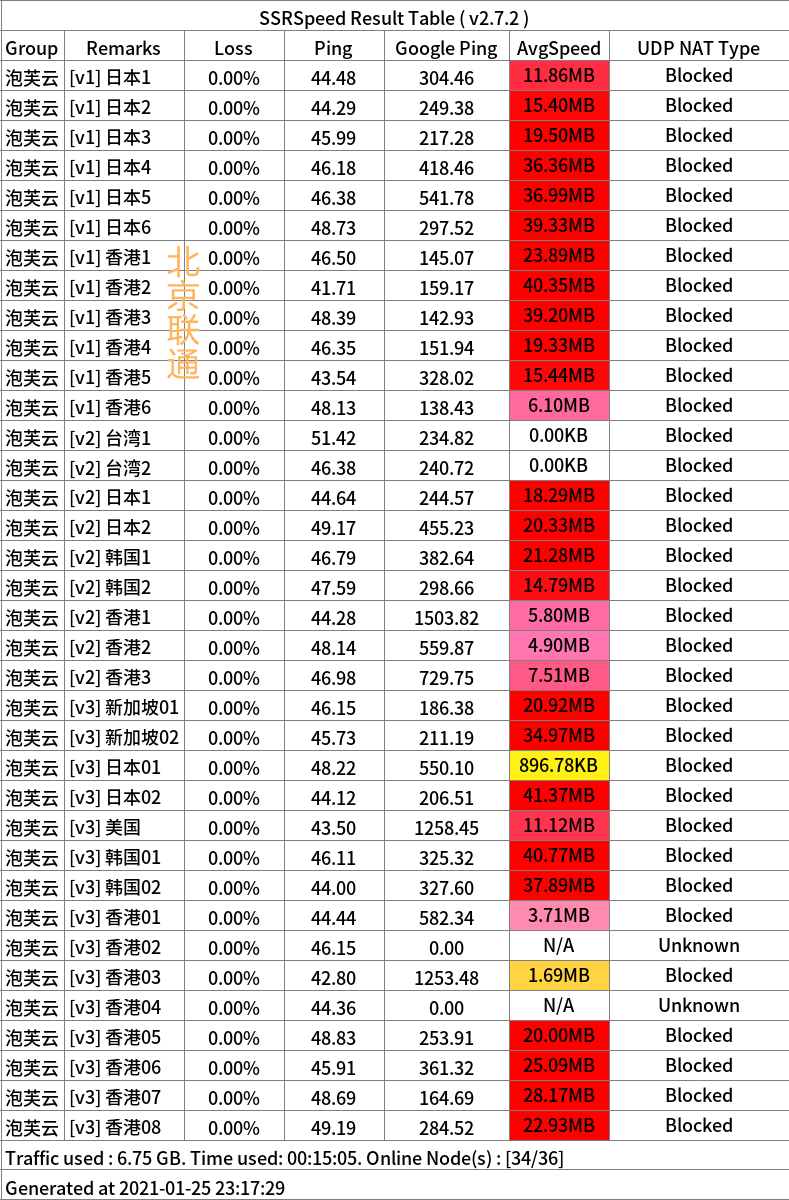 SSRSpeed Result Table ( v2.7.2 )
Group Remarks Loss Ping Google Ping AvgSpeed UDP NAT Type
泡芙云 [v1] 日本1 0.00% 44.48 304.46 11.86MB Blocked
泡芙云 [v1] 日本2 0.00% 44.29 249.38 15.40MB Blocked
泡芙云 [v1] 日本3 0.00% 45.99 217.28 19.50MB Blocked
泡芙云 [v1] 日本4 0.00% 46.18 418.46 36.36MB Blocked
泡芙云 [v1] 日本5 0.00% 46.38 541.78 36.99MB Blocked
泡芙云 [v1] 日本6 0.00% 48.73 297.52 39.33MB Blocked
泡芙云 [v1] 香港1 0.00% 46.50 145.07 23.89MB Blocked
泡芙云 [v1] 香港2 0.00% 41.71 159.17 40.35MB Blocked
泡芙云 [v1] 香港3 0.00% 48.39 142.93 39.20MB Blocked
泡芙云 [v1] 香港4 0.00% 46.35 151.94 19.33MB Blocked
泡芙云 [v1] 香港5 0.00% 43.54 328.02 15.44MB Blocked
泡芙云 [v1] 香港6 0.00% 48.13 138.43 6.10MB Blocked
泡芙云 [v2] 台湾1 0.00% 51.42 234.82 0.00KB Blocked
泡芙云 [v2] 台湾2 0.00% 46.38 240.72 0.00KB Blocked
泡芙云 [v2] 日本1 0.00% 44.64 244.57 18.29MB Blocked
泡芙云 [v2] 日本2 0.00% 49.17 455.23 20.33MB Blocked
泡芙云 [v2] 韩国1 0.00% 46.79 382.64 21.28MB Blocked
泡芙云 [v2] 韩国2 0.00% 47.59 298.66 14.79MB Blocked
泡芙云 [v2] 香港1 0.00% 44.28 1503.82 5.80MB Blocked
泡芙云 [v2] 香港2 0.00% 48.14 559.87 4.90MB Blocked
泡芙云 [v2] 香港3 0.00% 46.98 729.75 7.51MB Blocked
泡芙云 [v3] 新加坡01 0.00% 46.15 186.38 20.92MB Blocked
泡芙云 [v3] 新加坡02 0.00% 45.73 211.19 34.97MB Blocked
泡芙云 [v3] 日本01 0.00% 48.22 550.10 896.78KB Blocked
泡芙云 [v3] 日本02 0.00% 44.12 206.51 41.37MB Blocked
泡芙云 [v3] 美国 0.00% 43.50 1258.45 11.12MB Blocked
泡芙云 [v3] 韩国01 0.00% 46.11 325.32 40.77MB Blocked
泡芙云 [v3] 韩国02 0.00% 44.00 327.60 37.89MB Blocked
泡芙云 [v3] 香港01 0.00% 44.44 582.34 3.71MB Blocked
泡芙云 [v3] 香港02 0.00% 46.15 0.00 N/A Unknown
泡芙云 [v3] 香港03 0.00% 42.80 1253.48 1.69MB Blocked
泡芙云 [v3] 香港04 0.00% 44.36 0.00 N/A Unknown
泡芙云 [v3] 香港05 0.00% 48.83 253.91 20.00MB Blocked
泡芙云 [v3] 香港06 0.00% 45.91 361.32 25.09MB Blocked
泡芙云 [v3] 香港07 0.00% 48.69 164.69 28.17MB Blocked
泡芙云 [v3] 香港08 0.00% 49.19 284.52 22.93MB Blocked
Traffic used : 6.75 GB. Time used: 00:15:05. Online Node(s) : [34/36]
Generated at 2021-01-25 23:17:29
北京联通